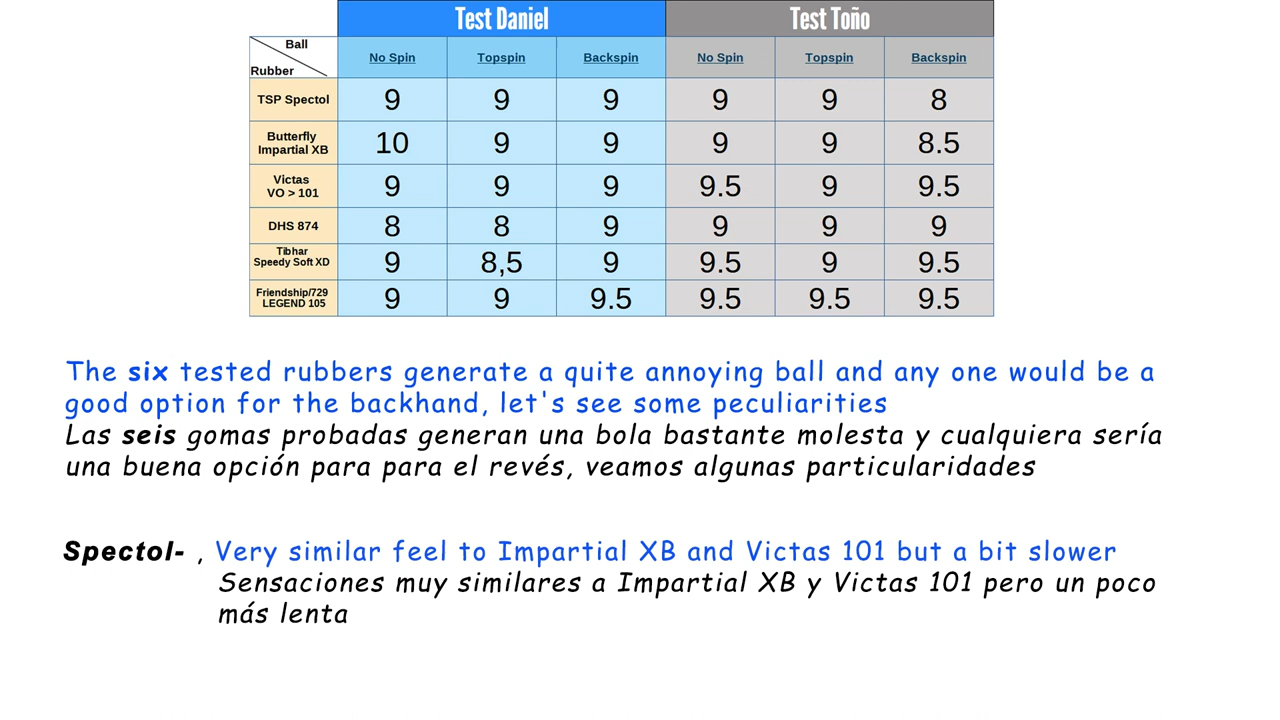 Test Daniel Test Toño
Ball
Rubber
No Spin Topspin Backspin No Spin Topspin Backspin
TSP Spectol 9 9 9 9 9 8
Butterfly
Impartial XB 10 9 9 9 9 8.5
Victas
VO > 101 9 9 9 9.5 9 9.5
DHS 874 8 8 9 9 9 9
Tibhar
Speedy Soft XD 9 8,5 9 9.5 9 9.5
Friendship/729
LEGEND 105 9 9 9.5 9.5 9.5 9.5
The six tested rubbers generate a quite annoying ball and any one would be a
good option for the backhand, let's see some peculiarities
Las seis gomas probadas generan una bola bastante molesta y cualquiera sería
una buena opción para para el revés, veamos algunas particularidades
Spectol- , Very similar feel to Impartial XB and Victas 101 but a bit slower
Sensaciones muy similares a Impartial XB y Victas 101 pero un poco
más lenta